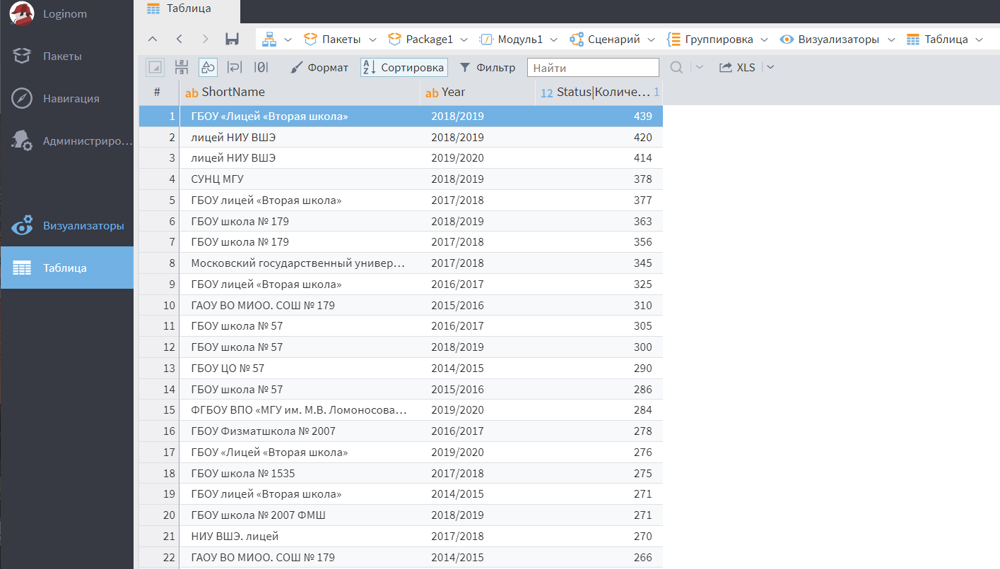 Loginom
Таблица
Пакеты Package1 Модуль1 Сценарий Группировка Визуализаторы Таблица
Пакеты
Формат AZ Сортировка Фильтр Найти XLS
Навигация
Администриро...
Визуализаторы
Таблица
# ab ShortName ab Year 12 Status|Количе... 1
1 ГБОУ «Лицей «Вторая школа» 2018/2019 439
2 лицей НИУ ВШЭ 2018/2019 420
3 лицей НИУ ВШЭ 2019/2020 414
4 СУНЦ МГУ 2018/2019 378
5 ГБОУ лицей «Вторая школа» 2017/2018 377
6 ГБОУ школа № 179 2018/2019 363
7 ГБОУ школа № 179 2017/2018 356
8 Московский государственный универ... 2017/2018 345
9 ГБОУ лицей «Вторая школа» 2016/2017 325
10 ГАОУ ВО МИОО. СОШ № 179 2015/2016 310
11 ГБОУ школа № 57 2016/2017 305
12 ГБОУ школа № 57 2018/2019 300
13 ГБОУ ЦО № 57 2014/2015 290
14 ГБОУ школа № 57 2015/2016 286
15 ФГБОУ ВПО «МГУ им. М.В. Ломоносова... 2019/2020 284
16 ГБОУ Физматшкола № 2007 2016/2017 278
17 ГБОУ «Лицей «Вторая школа» 2019/2020 276
18 ГБОУ школа № 1535 2017/2018 275
19 ГБОУ лицей «Вторая школа» 2014/2015 271
20 ГБОУ школа № 2007 ФМШ 2018/2019 271
21 НИУ ВШЭ. лицей 2017/2018 270
22 ГАОУ ВО МИОО. СОШ № 179 2014/2015 266